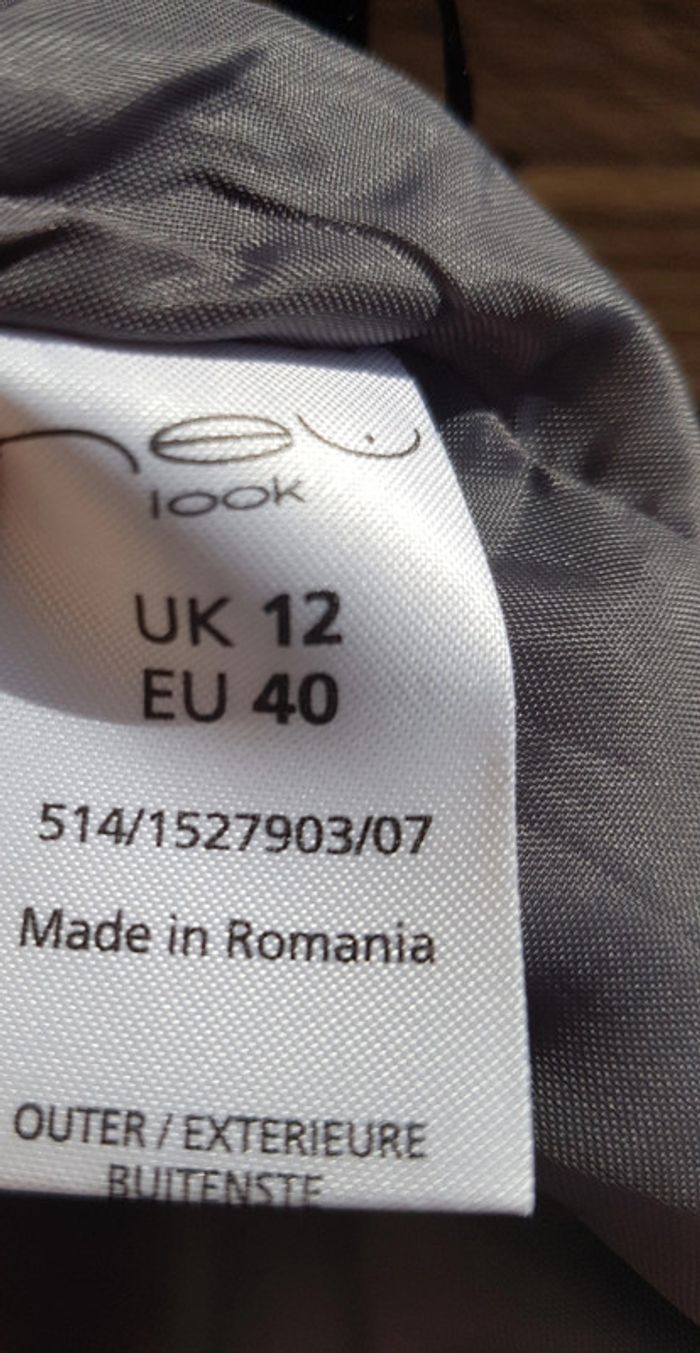 new
look
UK 12
EU 40
514/1527903/07
Made in Romania
OUTER / EXTERIEURE
BUITENSTE